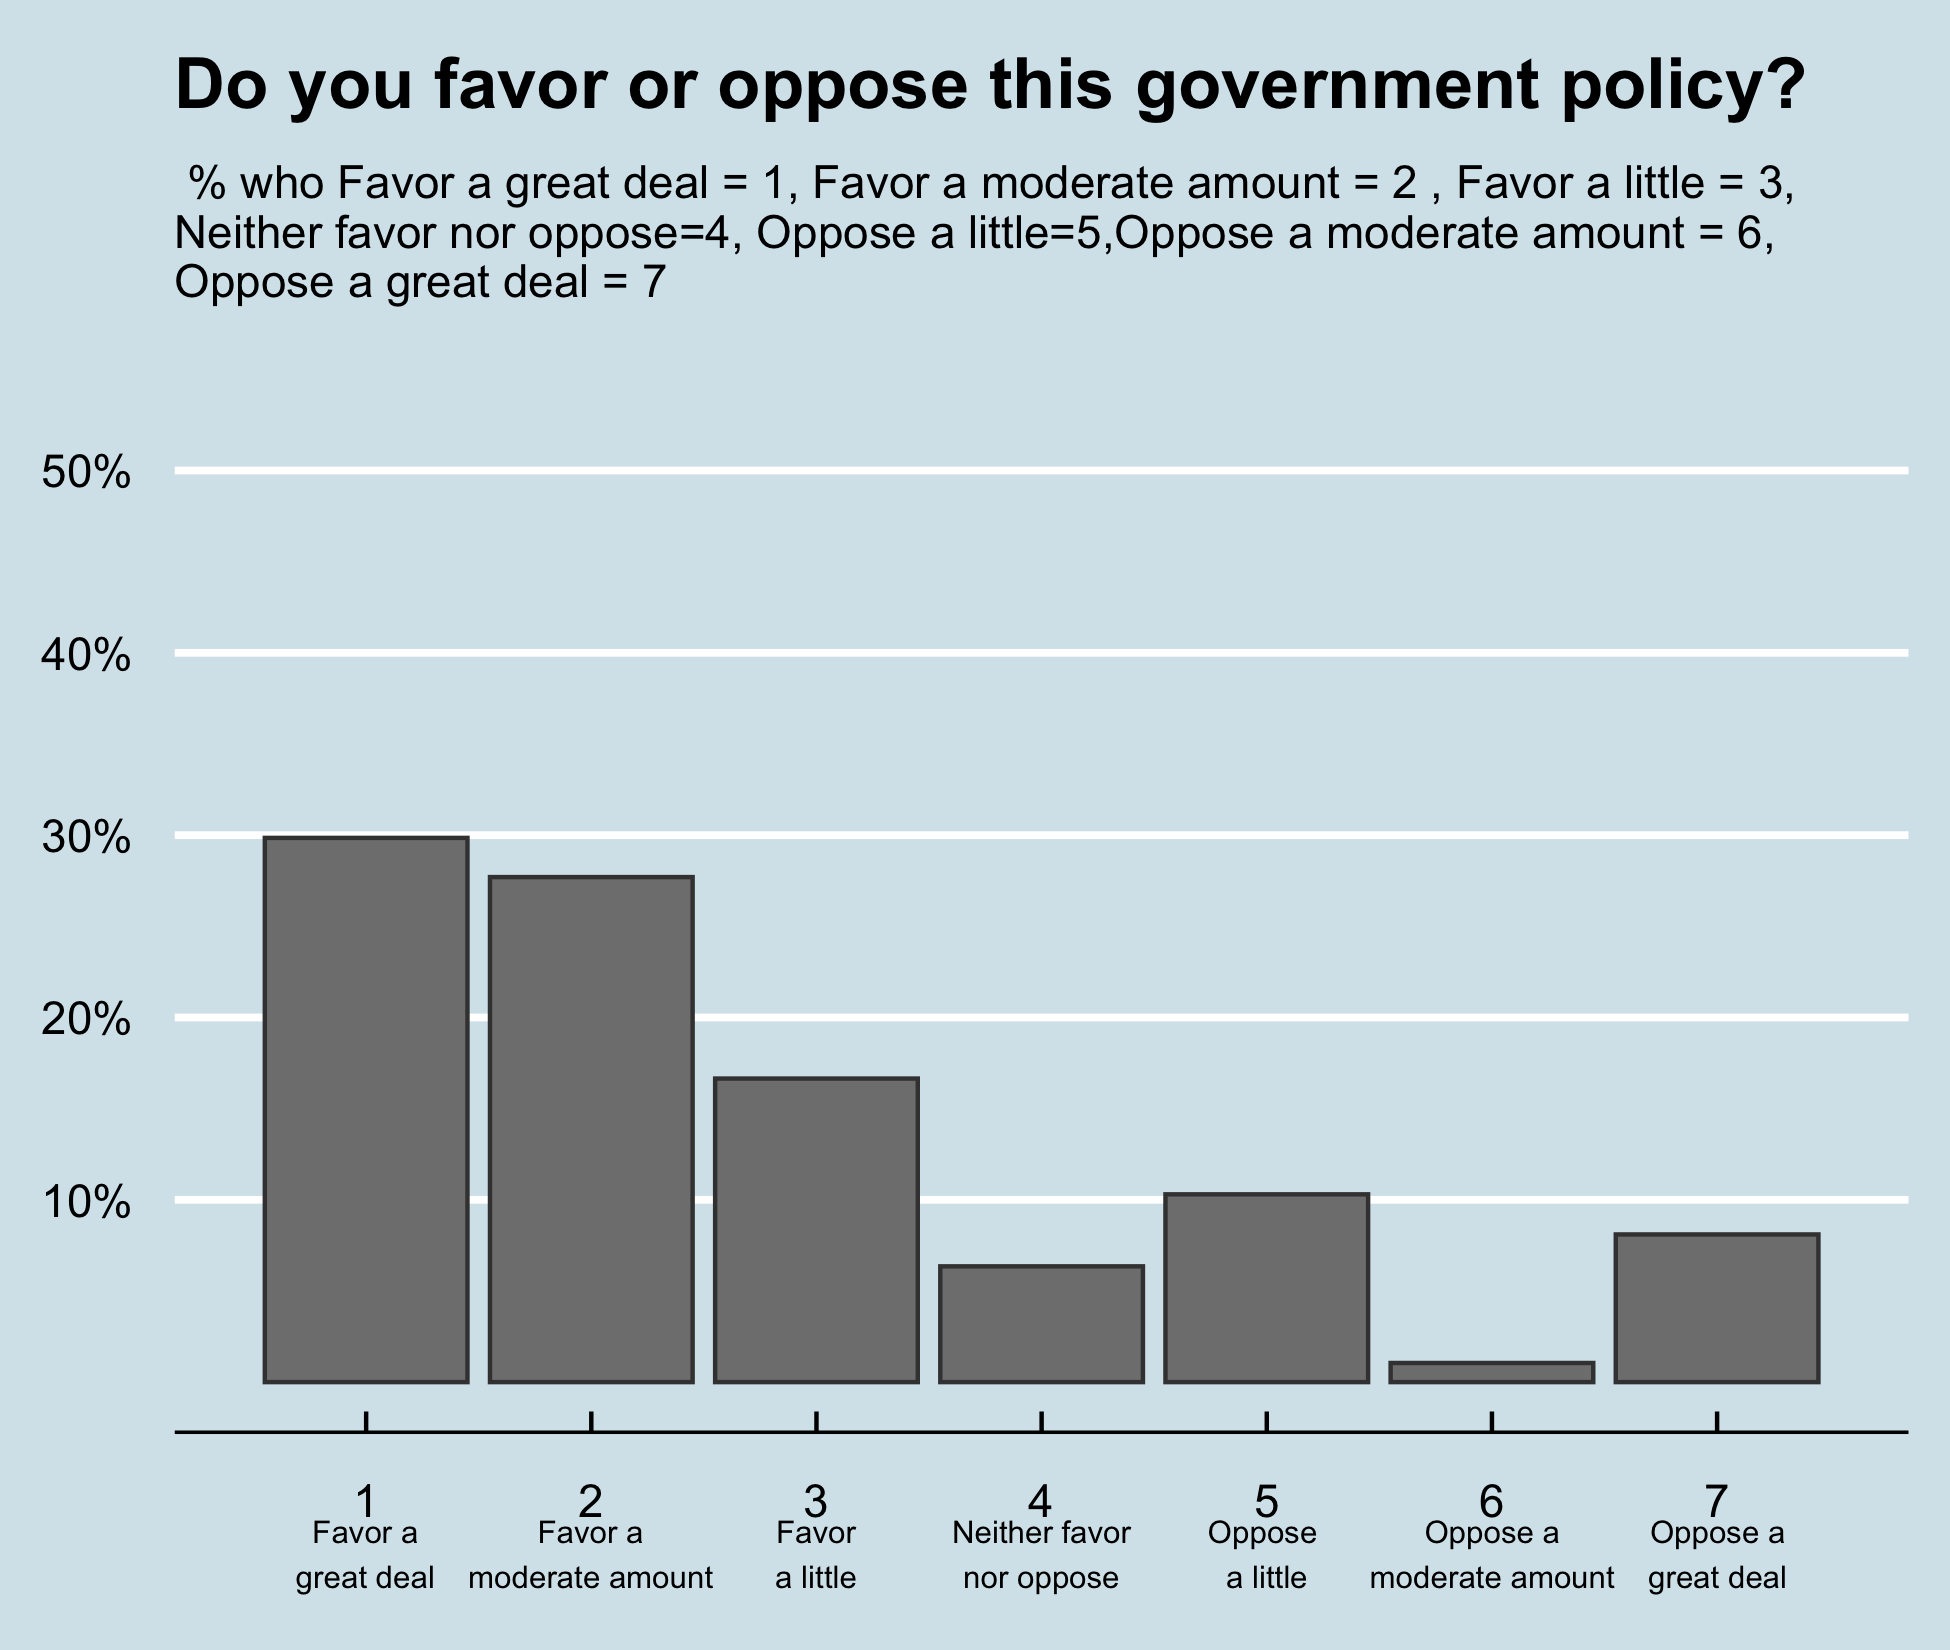 Do you favor or oppose this government policy?
% who Favor a great deal = 1, Favor a moderate amount = 2 , Favor a little = 3,
Neither favor nor oppose=4, Oppose a little=5,Oppose a moderate amount = 6,
Oppose a great deal = 7
50%
40%
30%
20%
10%
1 2 3 4 5 6 7
Favor a Favor a Favor Neither favor Oppose Oppose a Oppose a
great deal moderate amount a little nor oppose a little moderate amount great deal